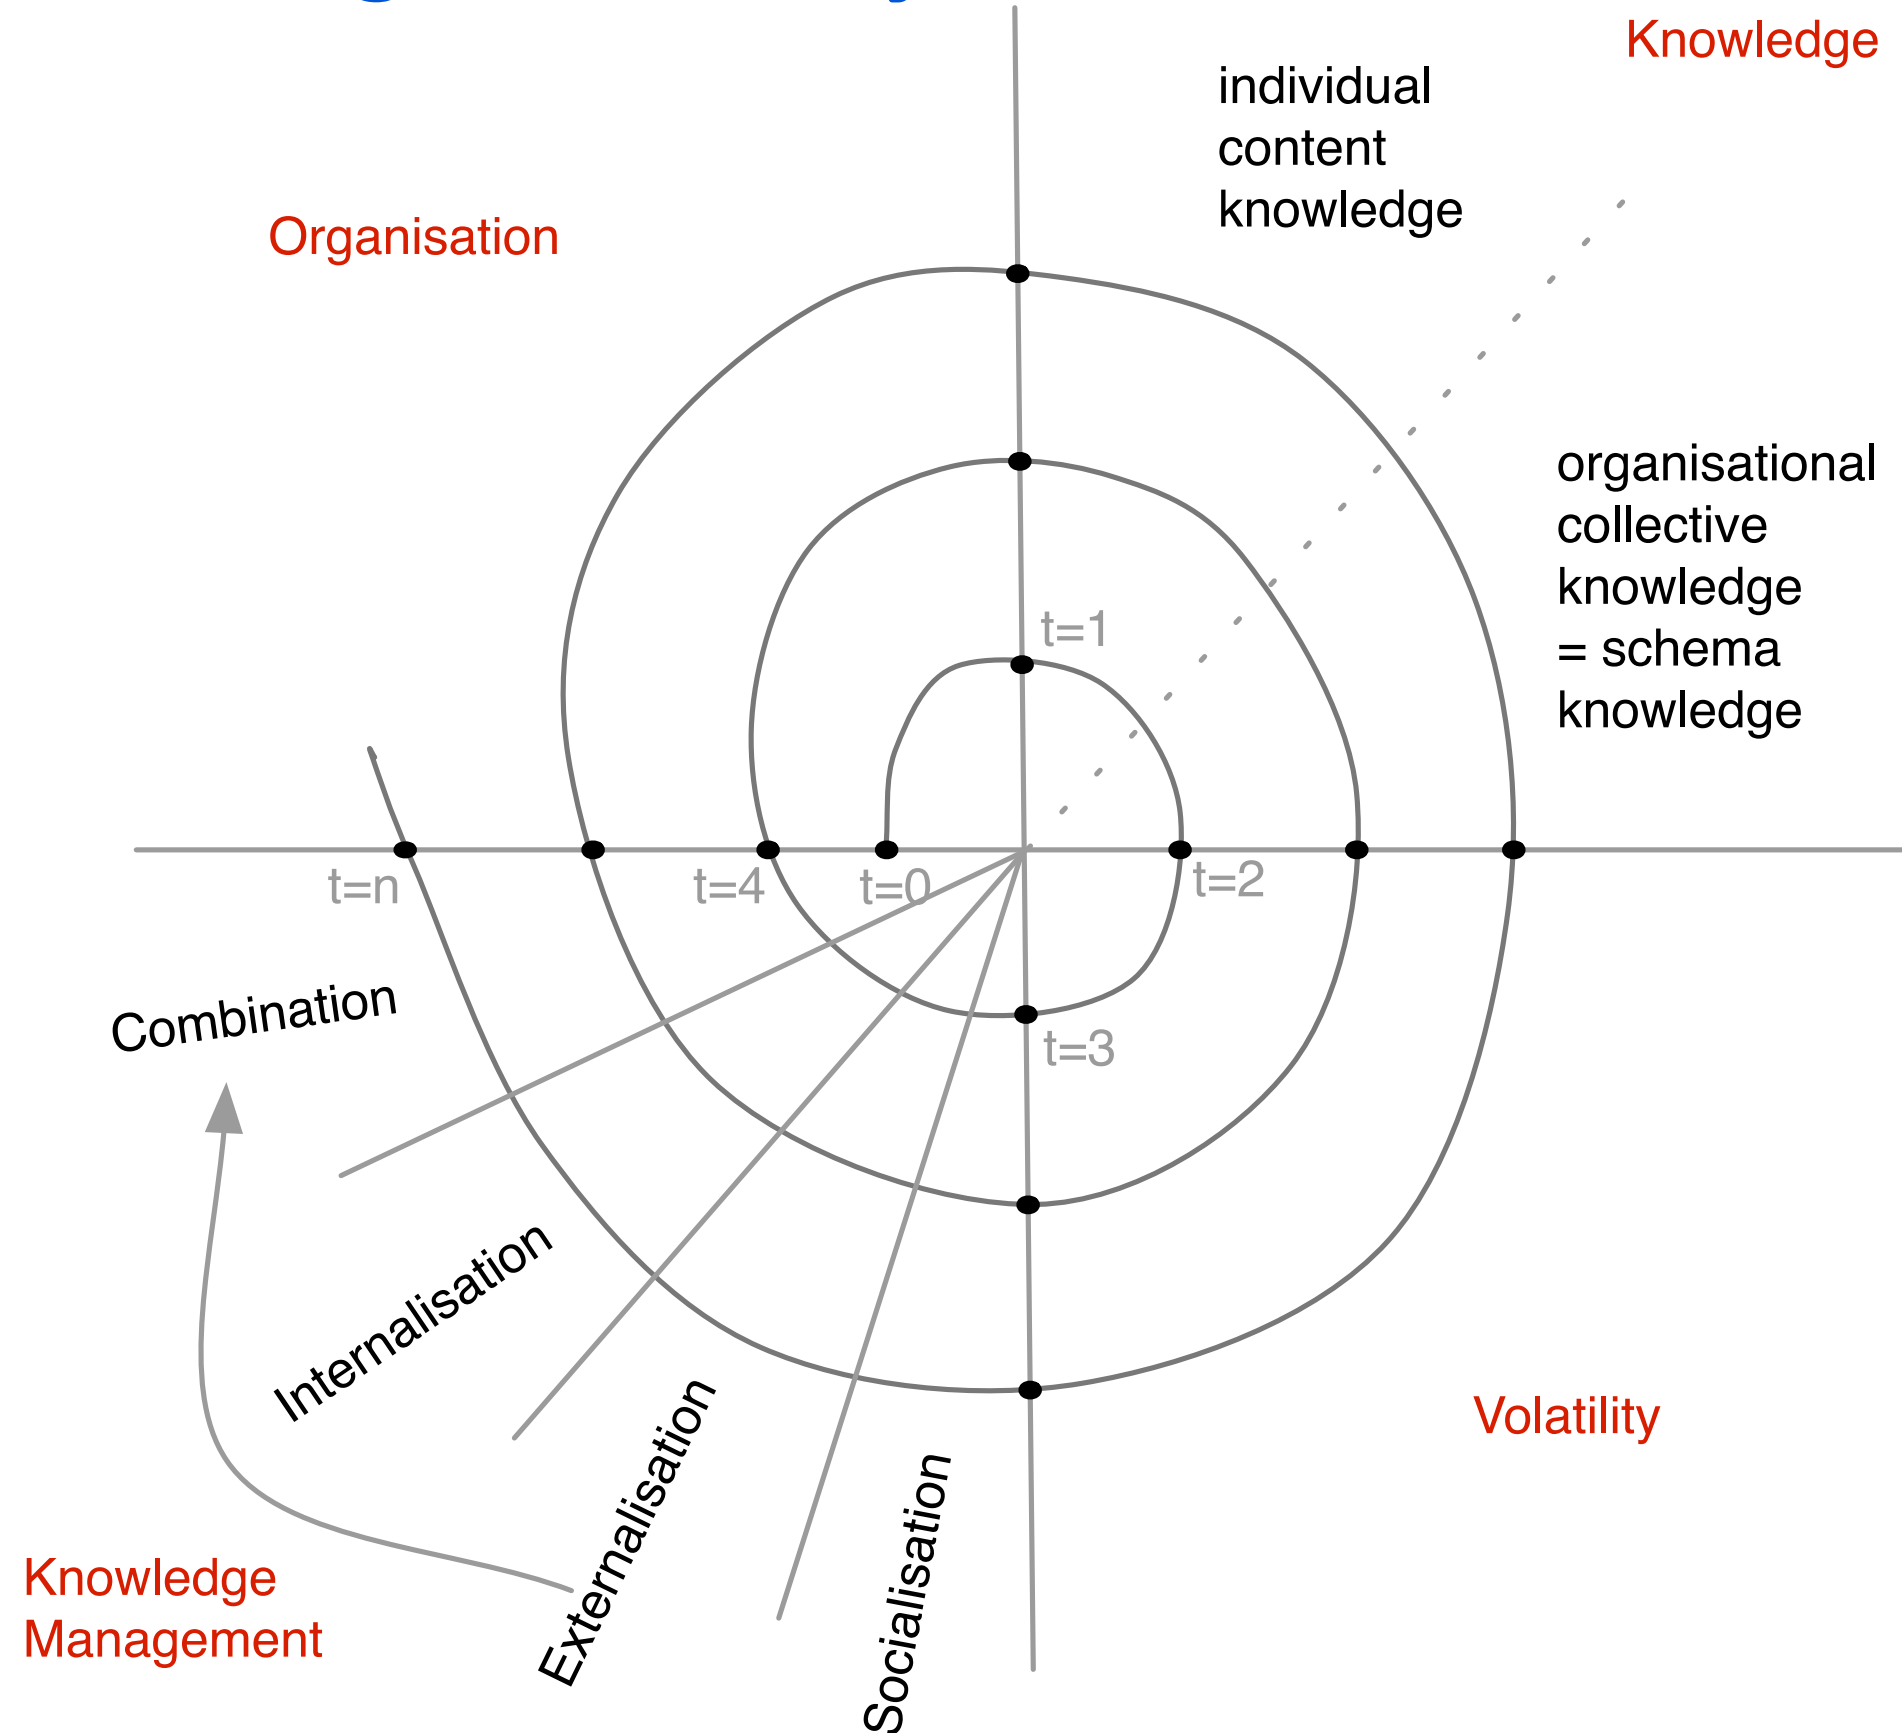 Knowledge
individual
content
knowledge
Organisation
organisational
collective
knowledge
= schema
knowledge
t=1
t=n
t=4
t=0
t=2
Combination
t=3
Internalisation
Externalisation
Socialisation
Volatility
Knowledge
Management